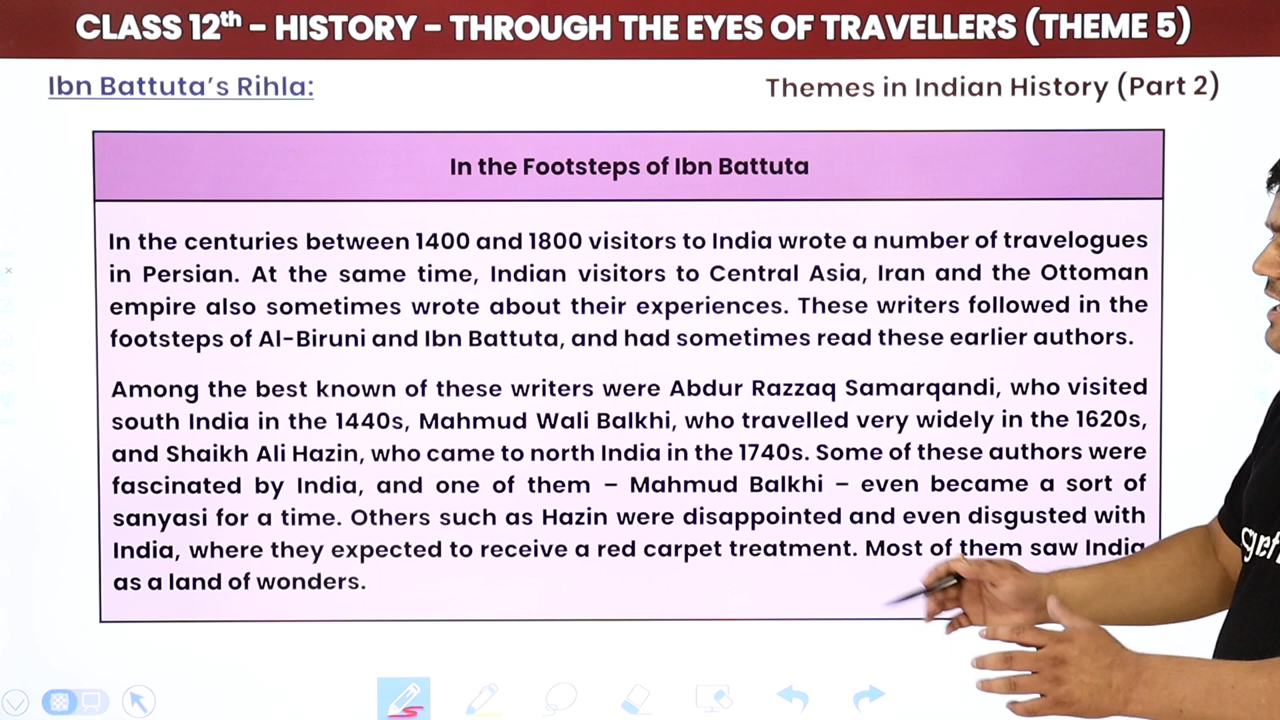 CLASS 12th – HISTORY – THROUGH THE EYES OF TRAVELLERS (THEME 5)
Ibn Battuta's Rihla:
Themes in Indian History (Part 2)
In the Footsteps of Ibn Battuta
In the centuries between 1400 and 1800 visitors to India wrote a number of travelogues
in Persian. At the same time, Indian visitors to Central Asia, Iran and the Ottoman
empire also sometimes wrote about their experiences. These writers followed in the
footsteps of Al-Biruni and Ibn Battuta, and had sometimes read these earlier authors.
Among the best known of these writers were Abdur Razzaq Samarqandi, who visited
south India in the 1440s, Mahmud Wali Balkhi, who travelled very widely in the 1620s,
and Shaikh Ali Hazin, who came to north India in the 1740s. Some of these authors were
fascinated by India, and one of them – Mahmud Balkhi – even became a sort of
sanyasi for a time. Others such as Hazin were disappointed and even disgusted with
India, where they expected to receive a red carpet treatment. Most of them saw India
as a land of wonders.